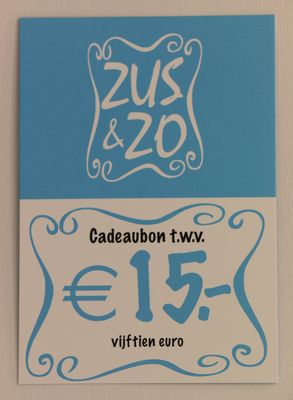 ZUS
& ZO
Cadeaubon t.w.v.
€ 15.-
vijftien euro